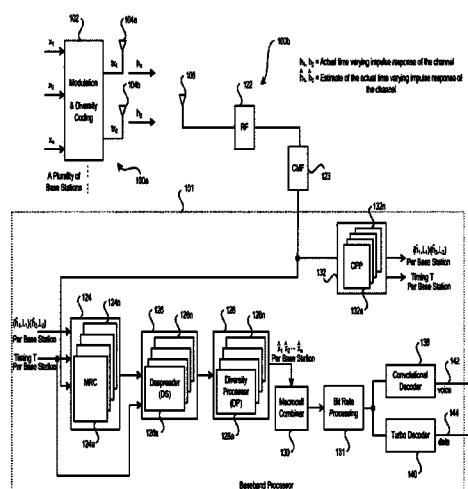 102
104a
x₁
tx₁
h₁
Modulation
& Diversity
Coding
x₂
104b
106
122
100b
h₁, h₂ = Actual time varying impulse response of the channel
ĥ₁, ĥ₂ = Estimate of the actual time varying impulse response
of the channel
h₂
tx₂
RF
xₙ
100a
A Plurality of
Base Stations
CMF
123
101
132n
132
CPP
132a
Per Base Station
Timing T
Per Base Station
124
124n
Per Base Station
Timing T
Per Base Station
MRC
124a
126
126n
Despreader
(DS)
126a
128
128n
Diversity
Processor
(DP)
128a
Per Base Station
Macrocell
Combiner
130
Bit Rate
Processing
131
138
Convolutional
Decoder
142
voice
144
Turbo Decoder
data
140
Baseband Processor